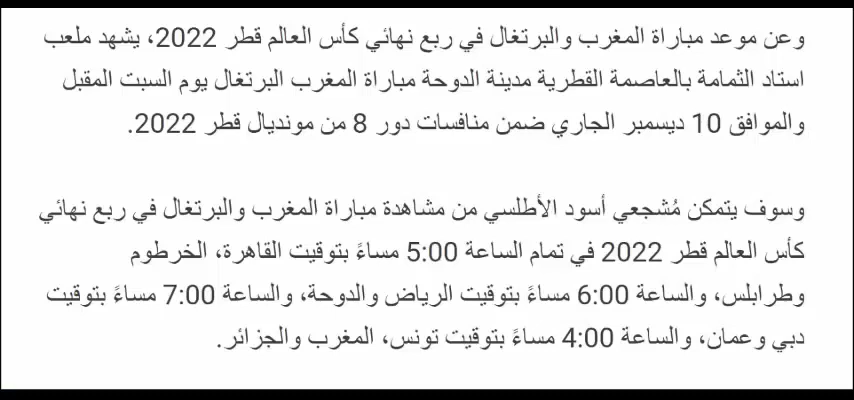 وعن موعد مباراة المغرب والبرتغال في ربع نهائي كأس العالم قطر 2022، يشهد ملعب
استاد الثمامة بالعاصمة القطرية مدينة الدوحة مباراة المغرب البرتغال يوم السبت المقبل
والموافق 10 ديسمبر الجاري ضمن منافسات دور 8 من مونديال قطر 2022.
وسوف يتمكن مُشجعي أسود الأطلسي من مشاهدة مباراة المغرب والبرتغال في ربع نهائي
كأس العالم قطر 2022 في تمام الساعة 5:00 مساءً بتوقيت القاهرة، الخرطوم
وطرابلس، والساعة 6:00 مساءً بتوقيت الرياض والدوحة، والساعة 7:00 مساءً بتوقيت
دبي وعمان، والساعة 4:00 مساءً بتوقيت تونس، المغرب والجزائر.